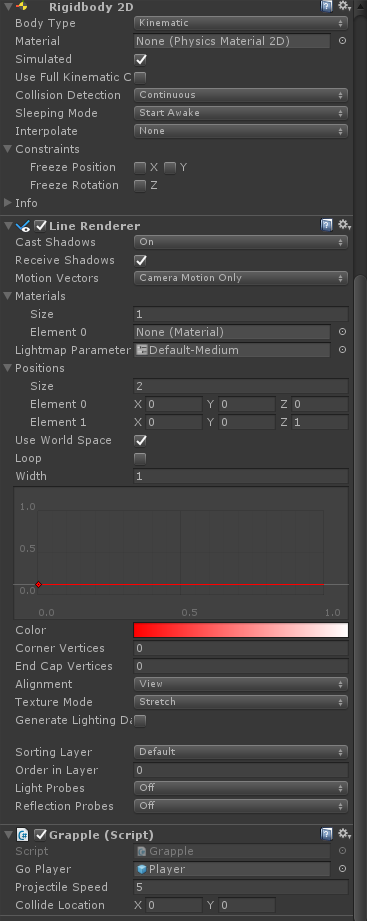 Rigidbody 2D
Body Type Kinematic
Material None (Physics Material 2D)
Simulated
Use Full Kinematic C
Collision Detection Continuous
Sleeping Mode Start Awake
Interpolate None
Constraints
Freeze Position X Y
Freeze Rotation Z
Info
Line Renderer
Cast Shadows On
Receive Shadows
Motion Vectors Camera Motion Only
Materials
Size 1
Element 0 None (Material)
Lightmap Parameter Default-Medium
Positions
Size 2
Element 0 X 0 Y 0 Z 0
Element 1 X 0 Y 0 Z 1
Use World Space
Loop
Width 1
1.0
0.5
0.0
0.0 0.5 1.0
Color
Corner Vertices 0
End Cap Vertices 0
Alignment View
Texture Mode Stretch
Generate Lighting Da
Sorting Layer Default
Order in Layer 0
Light Probes Off
Reflection Probes Off
Grapple (Script)
Script Grapple
Go Player Player
Projectile Speed 5
Collide Location X 0 Y 0